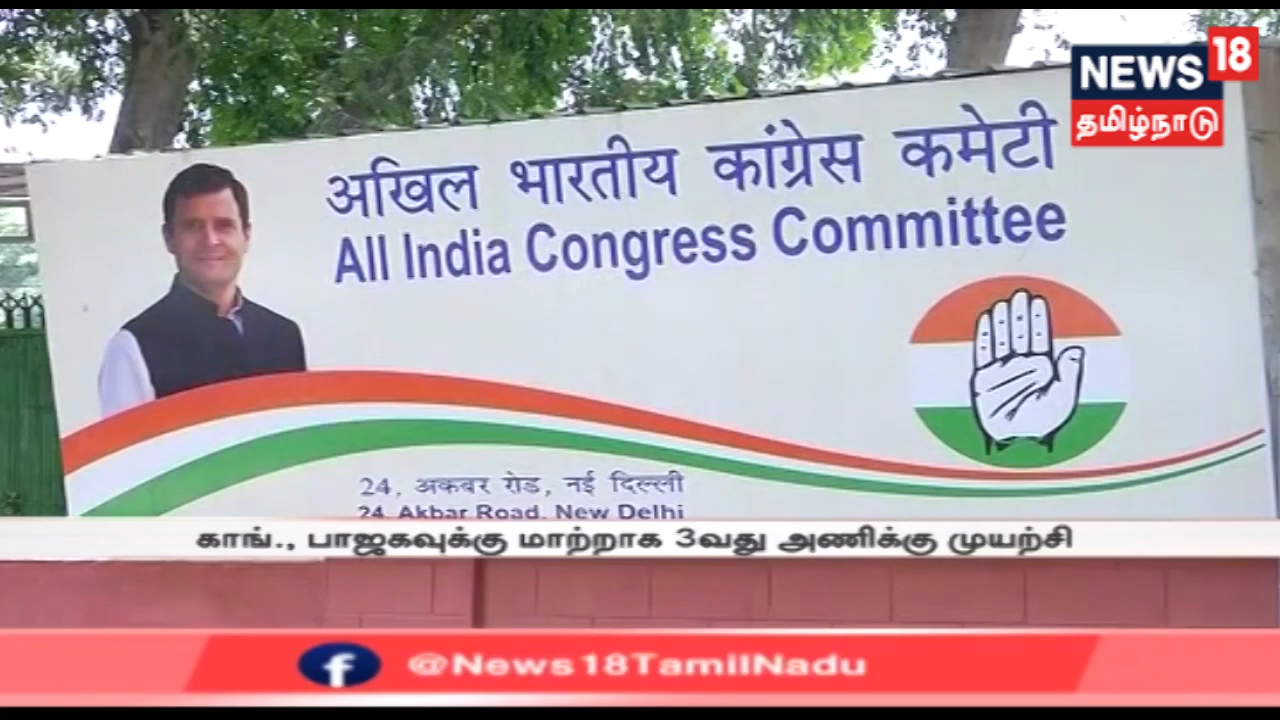 NEWS 18
தமிழ்நாடு
अखिल भारतीय कांग्रेस कमेटी
All India Congress Committee
24, अकबर रोड, नई दिल्ली
24, Akbar Road, New Delhi
காங்., பாஜகவுக்கு மாற்றாக 3வது அணிக்கு முயற்சி
f @News18TamilNadu